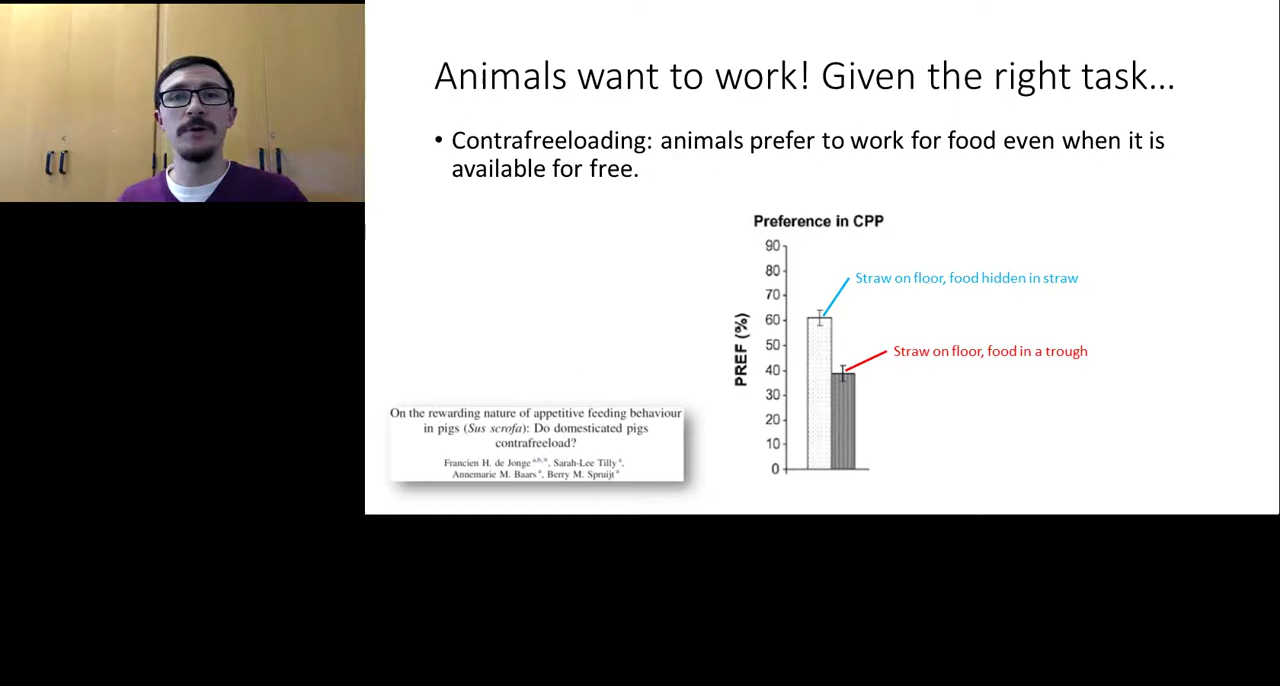 Animals want to work! Given the right task...
• Contrafreeloading: animals prefer to work for food even when it is
available for free.
Preference in CPP
90
80
70
60
50
40
30
20
10
0
PREF (%)
Straw on floor, food hidden in straw
Straw on floor, food in a trough
On the rewarding nature of appetitive feeding behaviour
in pigs (Sus scrofa): Do domesticated pigs
contrafreeload?
Francien H. de Jonge a,b,*, Sarah-Lee Tilly a,
Annemarie M. Baars a, Berry M. Spruijt a